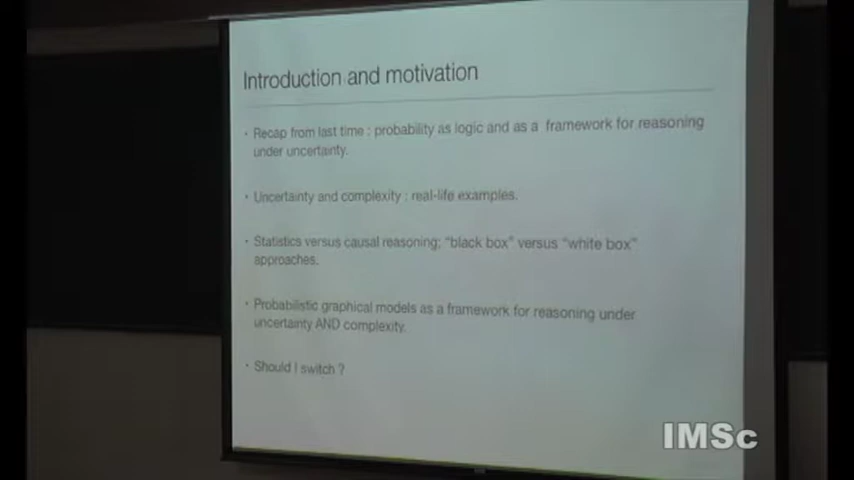 Introduction and motivation
• Recap from last time : probability as logic and as a framework for reasoning
under uncertainty.
• Uncertainty and complexity : real-life examples.
• Statistics versus causal reasoning; "black box" versus "white box"
approaches.
• Probabilistic graphical models as a framework for reasoning under
uncertainty AND complexity.
• Should I switch ?
IMSc